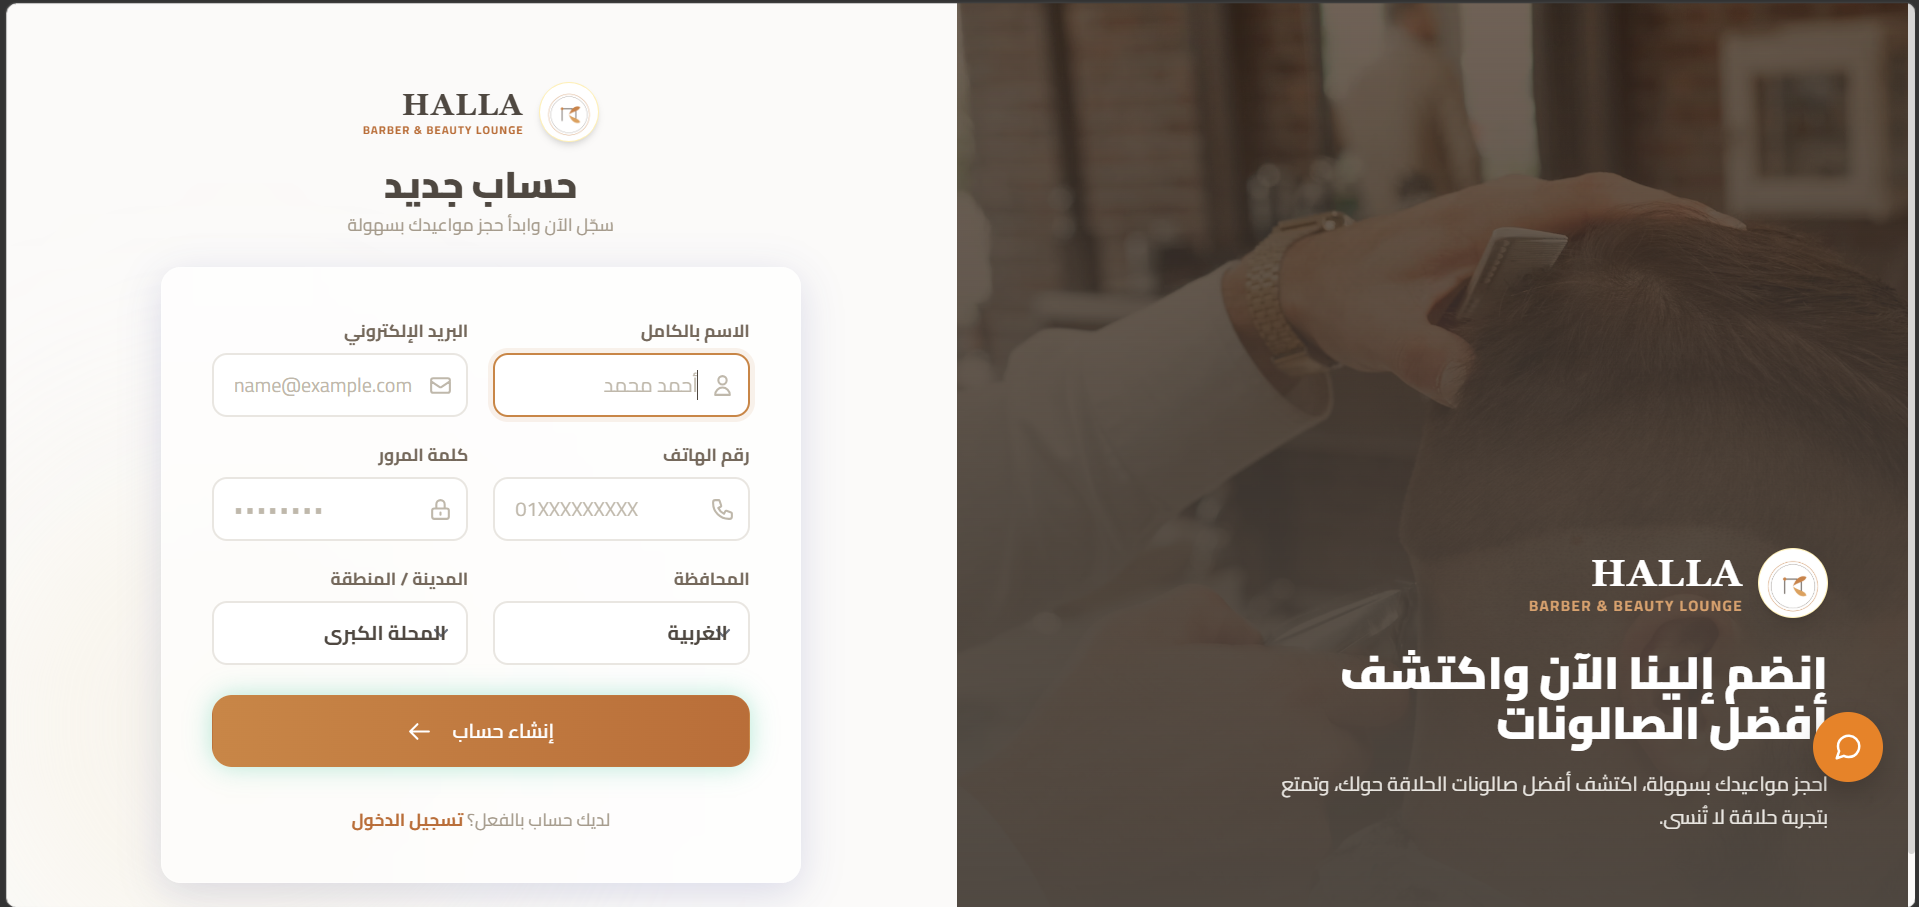 HALLA
BARBER & BEAUTY LOUNGE
إنضم إلينا الآن واكتشف
أفضل الصالونات
احجز مواعيدك بسهولة، اكتشف أفضل صالونات الحلاقة حولك، وتمتع
بتجربة حلاقة لا تُنسى.
HALLA
BARBER & BEAUTY LOUNGE
حساب جديد
سجّل الآن وابدأ حجز مواعيدك بسهولة
الاسم بالكامل
أحمد محمد
البريد الإلكتروني
name@example.com
رقم الهاتف
01XXXXXXXXX
كلمة المرور
••••••••
المحافظة
الغربية
المدينة / المنطقة
المحلة الكبرى
إنشاء حساب
لديك حساب بالفعل؟ تسجيل الدخول